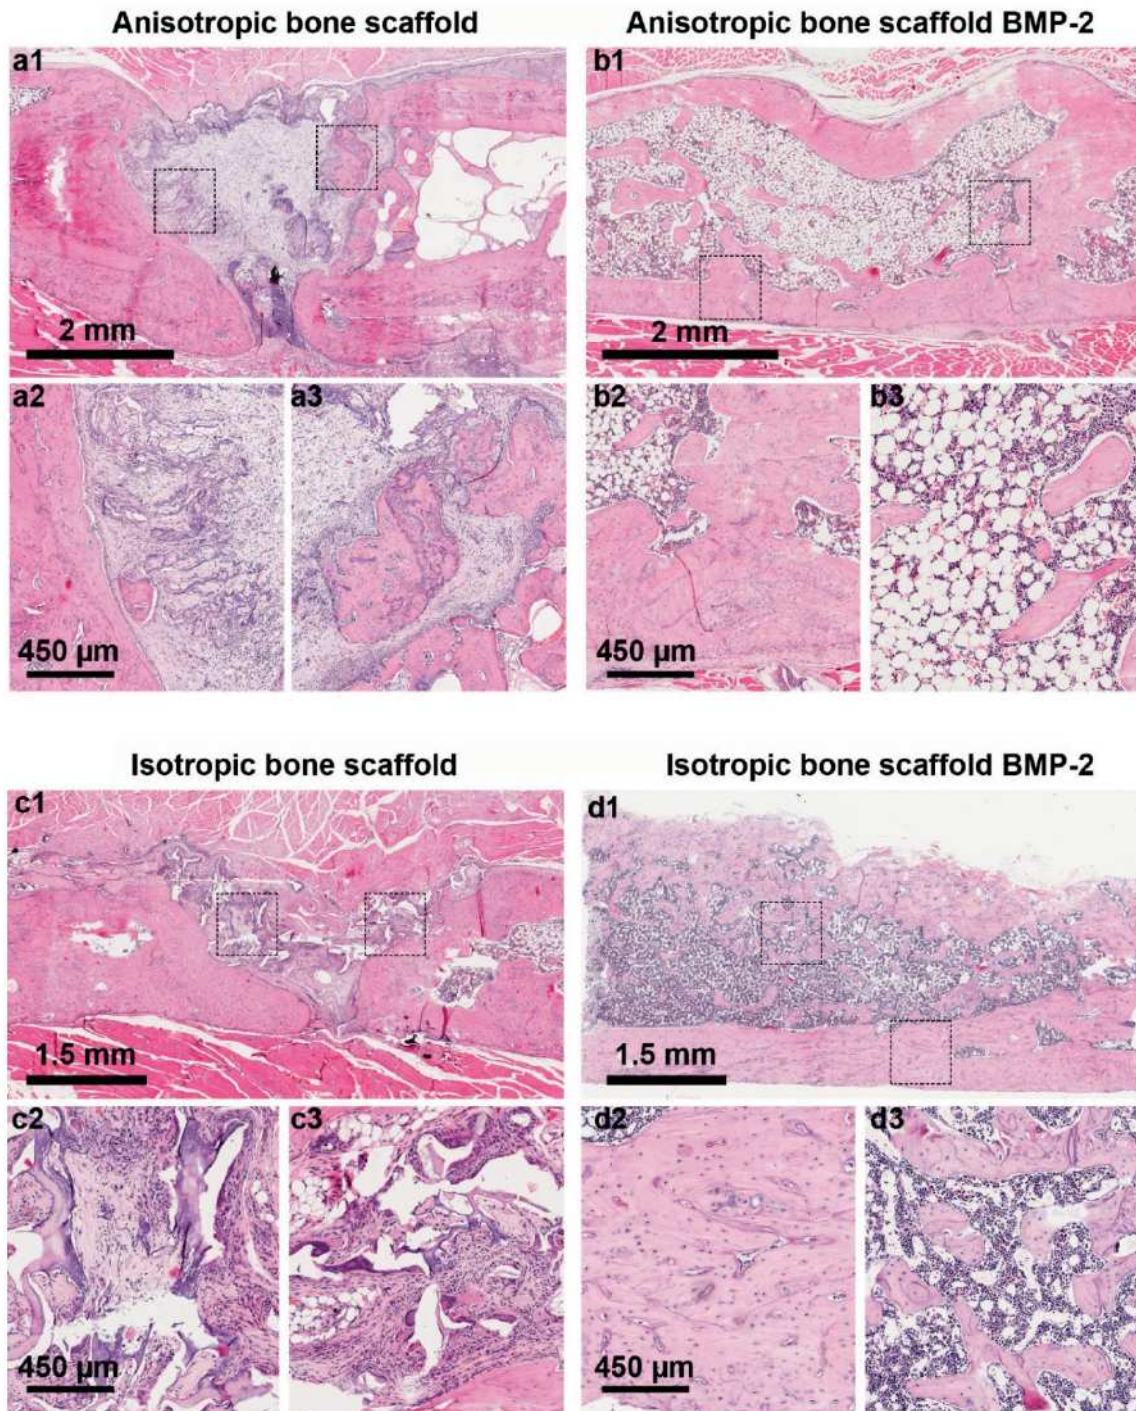 Anisotropic bone scaffold
Anisotropic bone scaffold BMP-2
a1
2 mm
b1
2 mm
a2
450 µm
a3
b2
450 µm
b3
Isotropic bone scaffold
Isotropic bone scaffold BMP-2
c1
1.5 mm
d1
1.5 mm
c2
450 µm
c3
d2
450 µm
d3